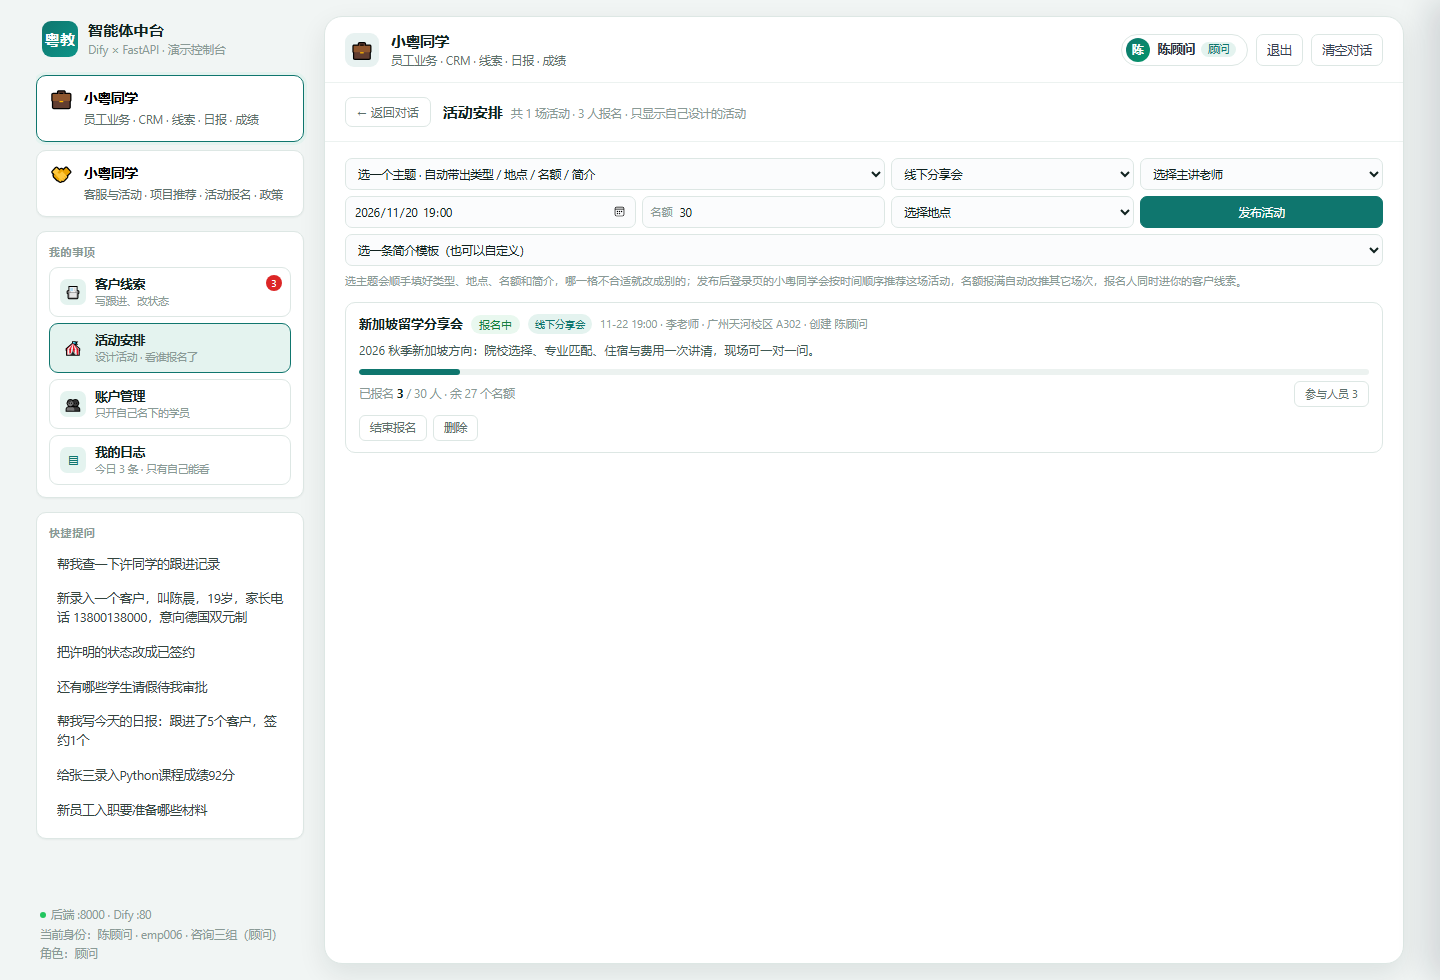 粤教
智能体中台
Dify × FastAPI · 演示控制台
小粤同学
员工业务 · CRM · 线索 · 日报 · 成绩
小粤同学
客服与活动 · 项目推荐 · 活动报名 · 政策
我的事项
客户线索
写跟进、改状态
3
活动安排
设计活动 · 看谁报名了
账户管理
只开自己名下的学员
我的日志
今日 3 条 · 只有自己能看
快捷提问
帮我查一下许同学的跟进记录
新录入一个客户，叫陈晨，19岁，家长电
话 13800138000，意向德国双元制
把许明的状态改成已签约
还有哪些学生请假待我审批
帮我写今天的日报：跟进了5个客户，签
约1个
给张三录入Python课程成绩92分
新员工入职要准备哪些材料
后端 :8000 · Dify :80
当前身份：陈顾问 · emp006 · 咨询三组（顾问）
角色：顾问
小粤同学
员工业务 · CRM · 线索 · 日报 · 成绩
陈 陈顾问 顾问
退出
清空对话
← 返回对话
活动安排 共 1 场活动 · 3 人报名 · 只显示自己设计的活动
选一个主题 · 自动带出类型 / 地点 / 名额 / 简介
线下分享会
选择主讲老师
2026/11/20 19:00
名额 30
选择地点
发布活动
选一条简介模板（也可以自定义）
选主题会顺手填好类型、地点、名额和简介，哪一格不合适就改成别的；发布后登录页的小粤同学会按时间顺序推荐这场活动，名额报满自动改推其它场次，报名人同时进你的客户线索。
新加坡留学分享会 报名中 线下分享会 11-22 19:00 · 李老师 · 广州天河校区 A302 · 创建 陈顾问
2026 秋季新加坡方向：院校选择、专业匹配、住宿与费用一次讲清，现场可一对一问。
已报名 3 / 30 人 · 余 27 个名额
参与人员 3
结束报名
删除